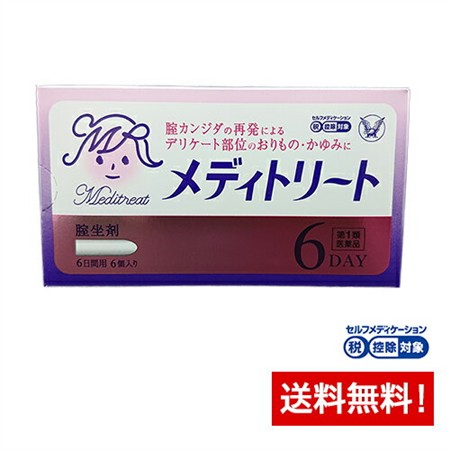 MR
Meditreat
膣カンジダの再発による
デリケート部位のおりもの・かゆみに
セルフメディケーション
税 控除 対象
メディトリート
膣坐剤
6日間用 6個入り
第1類
医薬品
6
DAY
セルフメディケーション
税 控除 対象
送料無料!